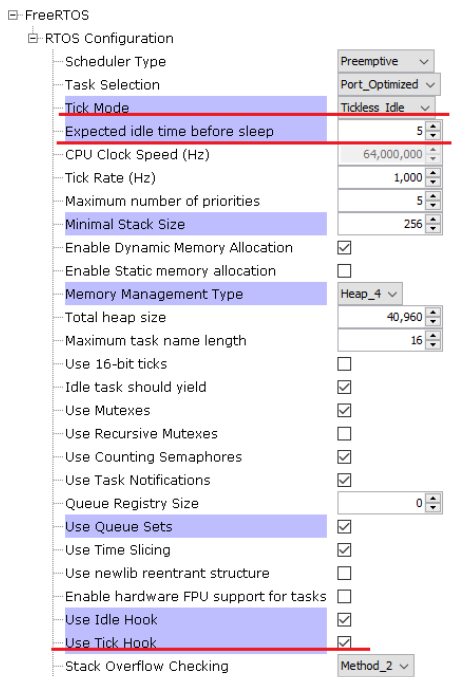 FreeRTOS
RTOS Configuration
Scheduler Type Preemptive
Task Selection Port_Optimized
Tick Mode Tickless_Idle
Expected idle time before sleep 5
CPU Clock Speed (Hz) 64,000,000
Tick Rate (Hz) 1,000
Maximum number of priorities 5
Minimal Stack Size 256
Enable Dynamic Memory Allocation
Enable Static memory allocation
Memory Management Type Heap_4
Total heap size 40,960
Maximum task name length 16
Use 16-bit ticks
Idle task should yield
Use Mutexes
Use Recursive Mutexes
Use Counting Semaphores
Use Task Notifications
Queue Registry Size 0
Use Queue Sets
Use Time Slicing
Use newlib reentrant structure
Enable hardware FPU support for tasks
Use Idle Hook
Use Tick Hook
Stack Overflow Checking Method_2